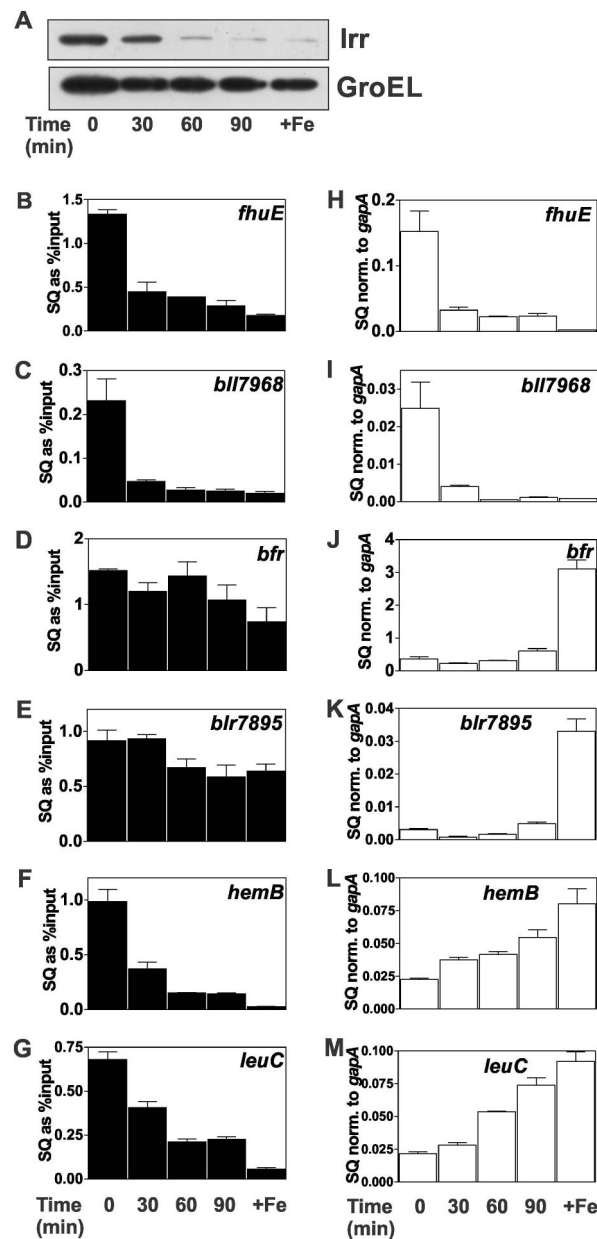 A
Irr
GroEL
Time 0 30 60 90 +Fe
(min)
B
SQ as %input
1.5
1.0
0.5
0.0
fhuE
H
SQ norm. to gapA
0.2
0.1
0.0
fhuE
C
SQ as %input
0.3
0.2
0.1
0.0
bll7968
I
SQ norm. to gapA
0.03
0.02
0.01
0.00
bll7968
D
SQ as %input
2
1
0
bfr
J
SQ norm. to gapA
4
3
2
1
0
bfr
E
SQ as %input
1.0
0.5
0.0
blr7895
K
SQ norm. to gapA
0.04
0.03
0.02
0.01
0.00
blr7895
F
SQ as %input
1.0
0.5
0.0
hemB
L
SQ norm. to gapA
0.100
0.075
0.050
0.025
0.000
hemB
G
SQ as %input
0.75
0.50
0.25
0.00
leuC
M
SQ norm. to gapA
0.100
0.075
0.050
0.025
0.000
leuC
Time 0 30 60 90 +Fe
(min)
Time 0 30 60 90 +Fe
(min)